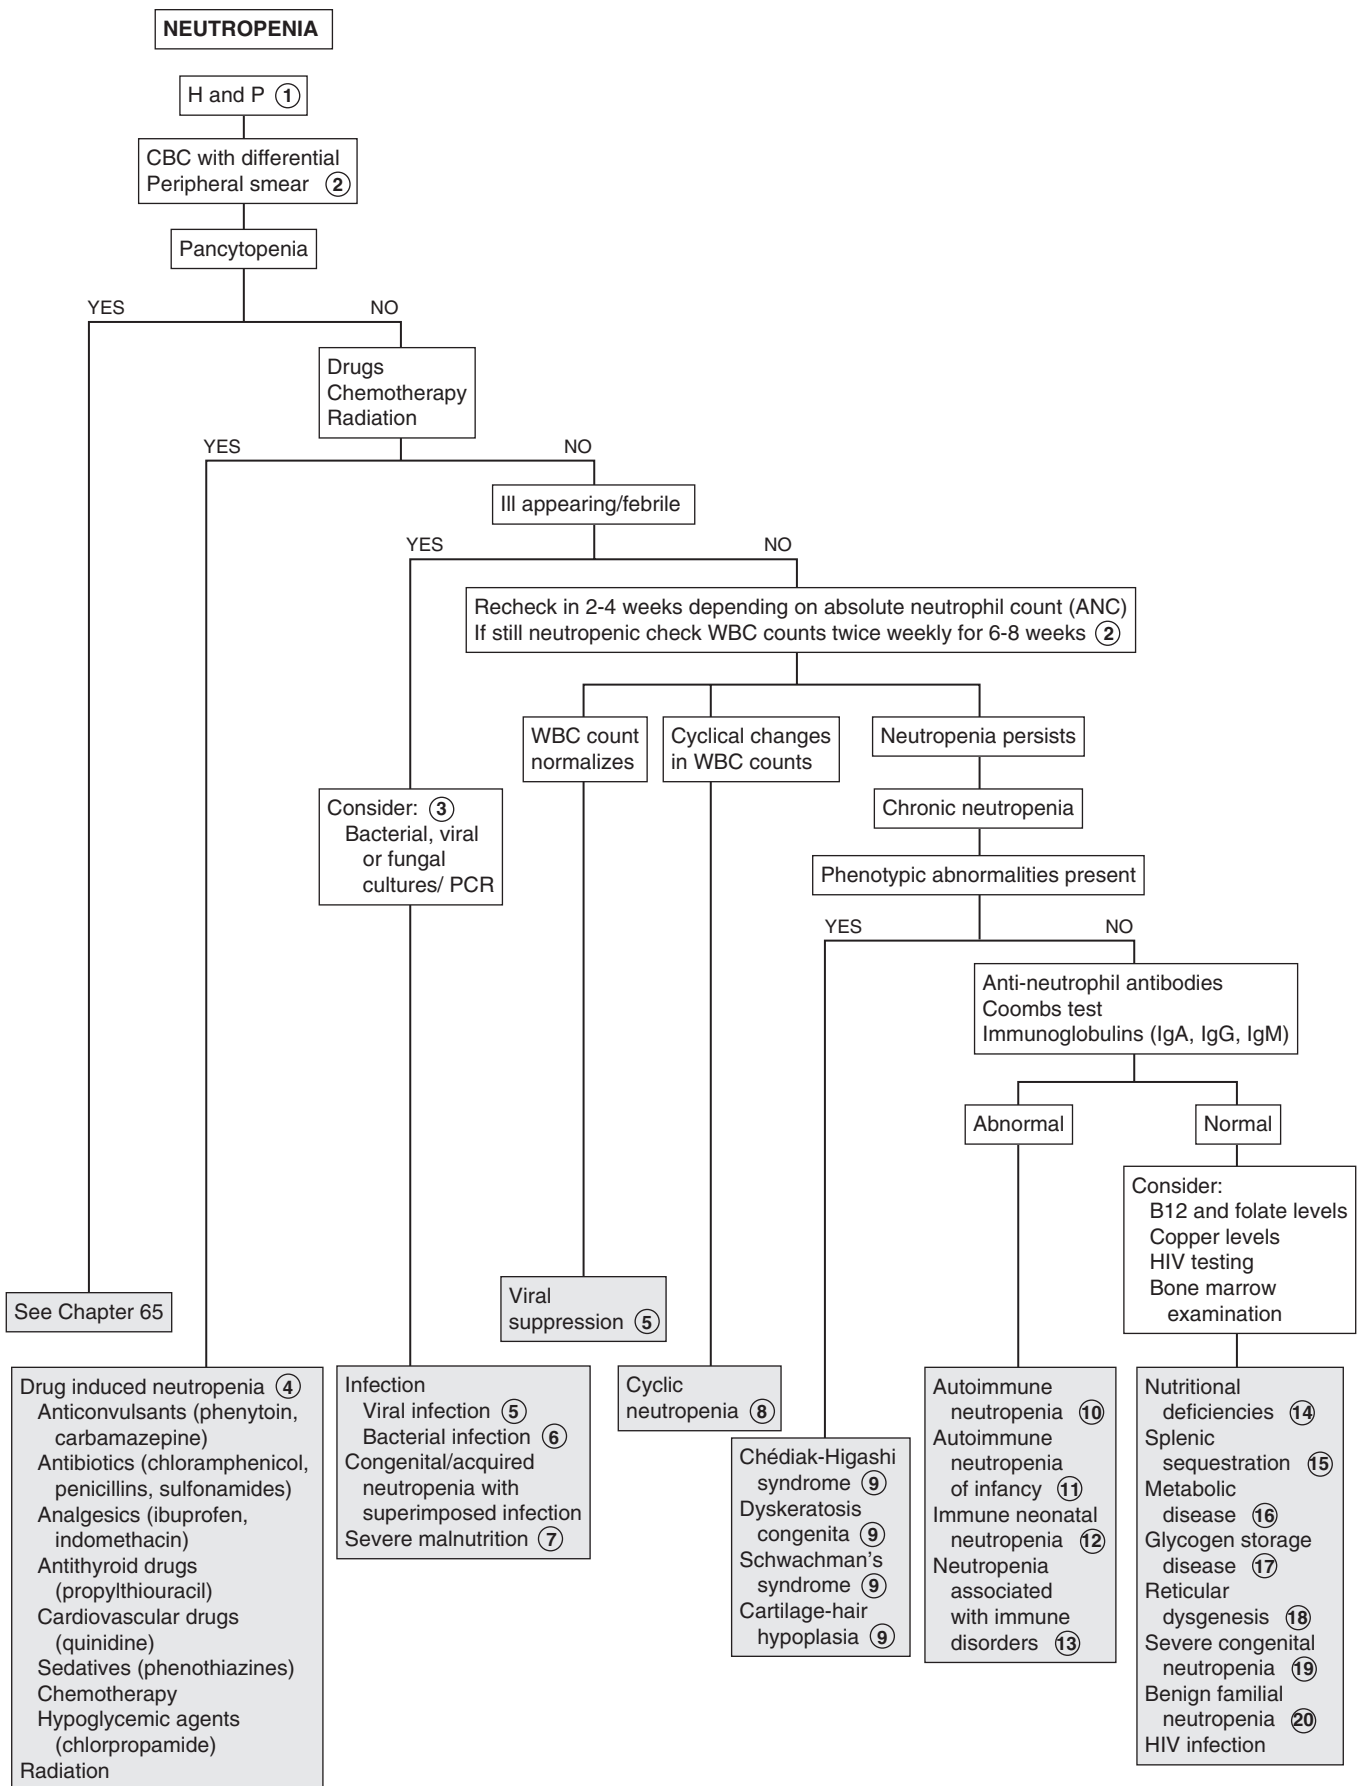 NEUTROPENIA
H and P 1
CBC with differential
Peripheral smear 2
Pancytopenia
YES
NO
Drugs
Chemotherapy
Radiation
YES
NO
Ill appearing/febrile
YES
NO
Recheck in 2-4 weeks depending on absolute neutrophil count (ANC)
If still neutropenic check WBC counts twice weekly for 6-8 weeks 2
WBC count
normalizes
Cyclical changes
in WBC counts
Neutropenia persists
Consider: 3
Bacterial, viral
or fungal
cultures/ PCR
Chronic neutropenia
Phenotypic abnormalities present
YES
NO
Anti-neutrophil antibodies
Coombs test
Immunoglobulins (IgA, IgG, IgM)
Abnormal
Normal
Consider:
B12 and folate levels
Copper levels
HIV testing
Bone marrow
examination
See Chapter 65
Viral
suppression 5
Drug induced neutropenia 4
Anticonvulsants (phenytoin,
carbamazepine)
Antibiotics (chloramphenicol,
penicillins, sulfonamides)
Analgesics (ibuprofen,
indomethacin)
Antithyroid drugs
(propylthiouracil)
Cardiovascular drugs
(quinidine)
Sedatives (phenothiazines)
Chemotherapy
Hypoglycemic agents
(chlorpropamide)
Radiation
Infection
Viral infection 5
Bacterial infection 6
Congenital/acquired
neutropenia with
superimposed infection
Severe malnutrition 7
Cyclic
neutropenia 8
Chédiak-Higashi
syndrome 9
Dyskeratosis
congenita 9
Schwachman's
syndrome 9
Cartilage-hair
hypoplasia 9
Autoimmune
neutropenia 10
Autoimmune
neutropenia
of infancy 11
Immune neonatal
neutropenia 12
Neutropenia
associated
with immune
disorders 13
Nutritional
deficiencies 14
Splenic
sequestration 15
Metabolic
disease 16
Glycogen storage
disease 17
Reticular
dysgenesis 18
Severe congenital
neutropenia 19
Benign familial
neutropenia 20
HIV infection